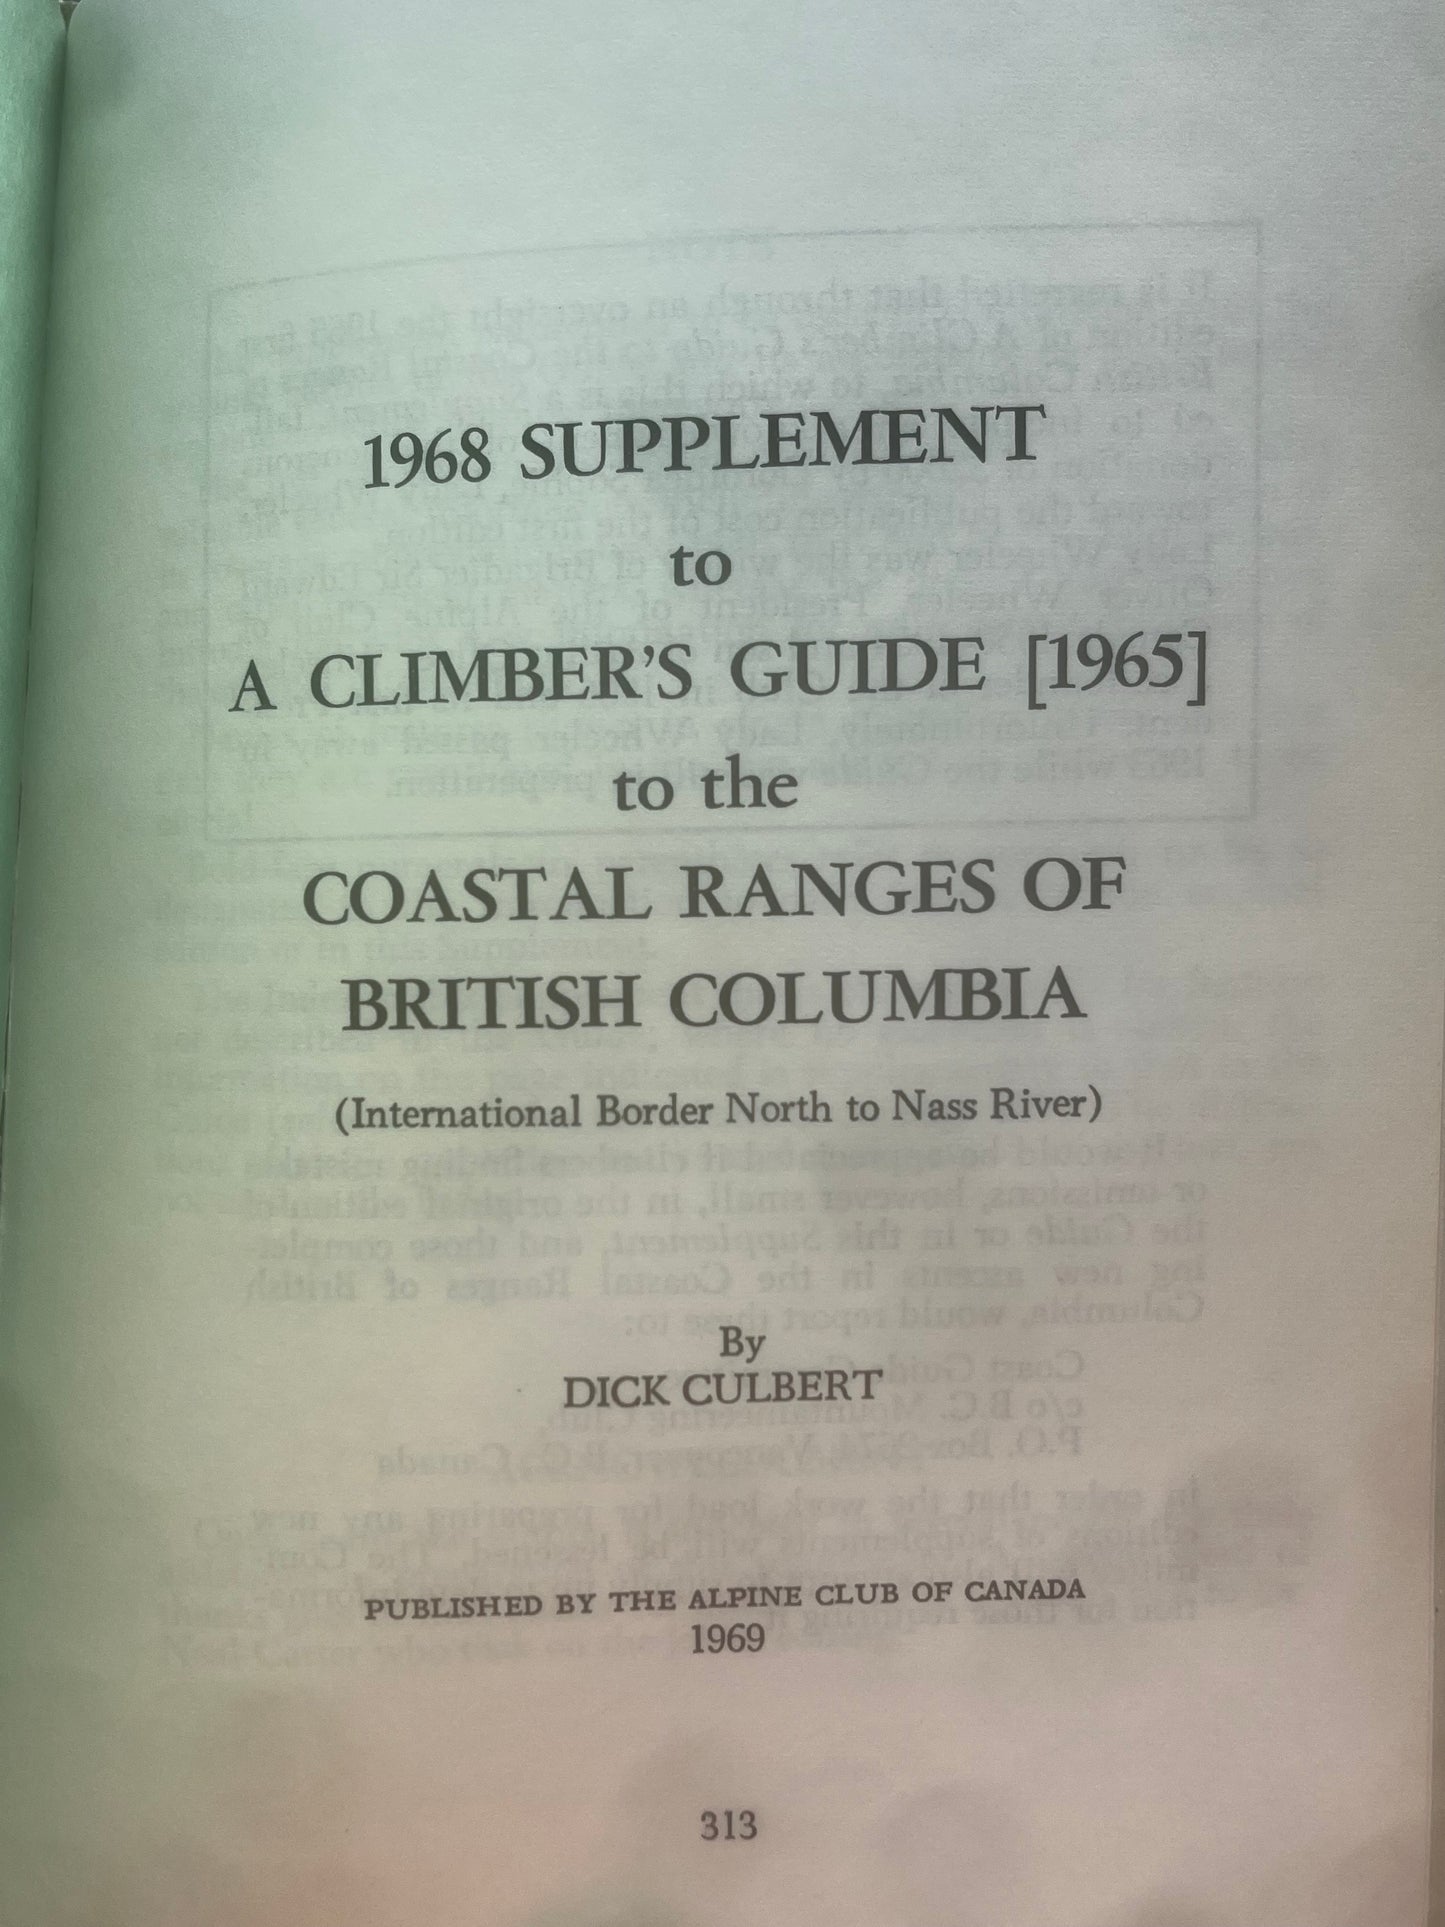 1968 SUPPLEMENT
to
A CLIMBER'S GUIDE [1965]
to the
COASTAL RANGES OF
BRITISH COLUMBIA
(International Border North to Nass River)
By
DICK CULBERT
PUBLISHED BY THE ALPINE CLUB OF CANADA
1969
313